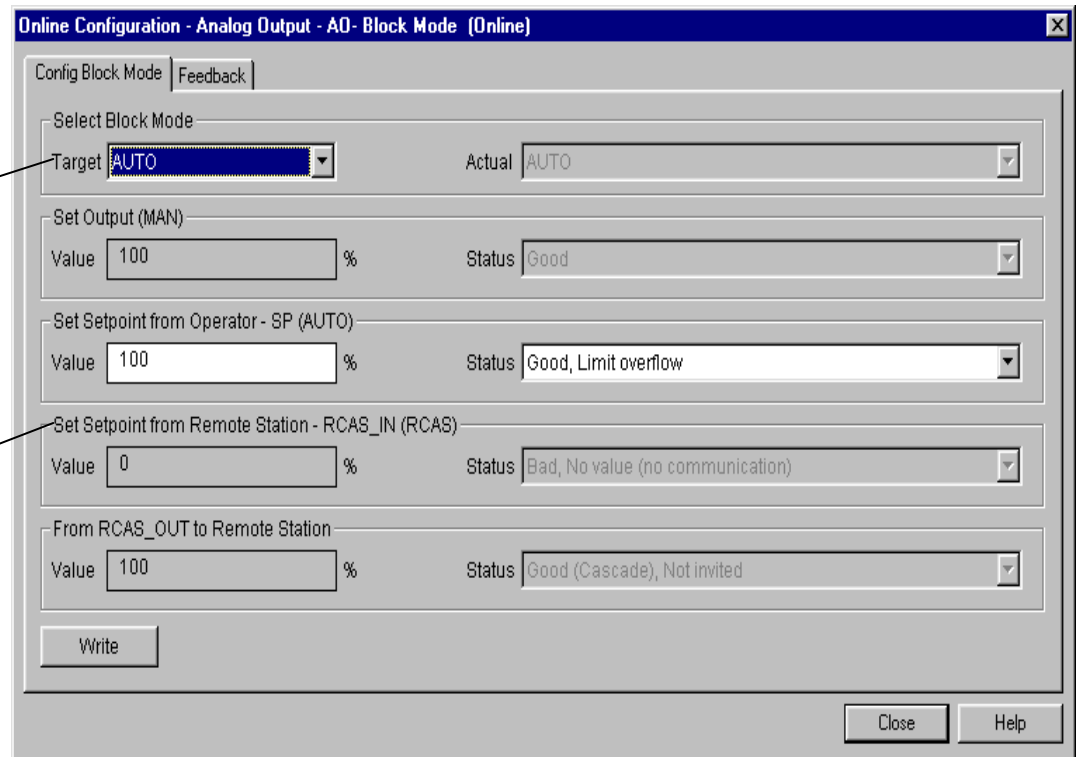 Online Configuration - Analog Output - AO- Block Mode (Online)
Config Block Mode
Feedback
Select Block Mode
Target AUTO
Actual AUTO
Set Output (MAN)
Value 100 %
Status Good
Set Setpoint from Operator - SP (AUTO)
Value 100 %
Status Good, Limit overflow
Set Setpoint from Remote Station - RCAS_IN (RCAS)
Value 0 %
Status Bad, No value (no communication)
From RCAS_OUT to Remote Station
Value 100 %
Status Good (Cascade), Not invited
Write
Close
Help